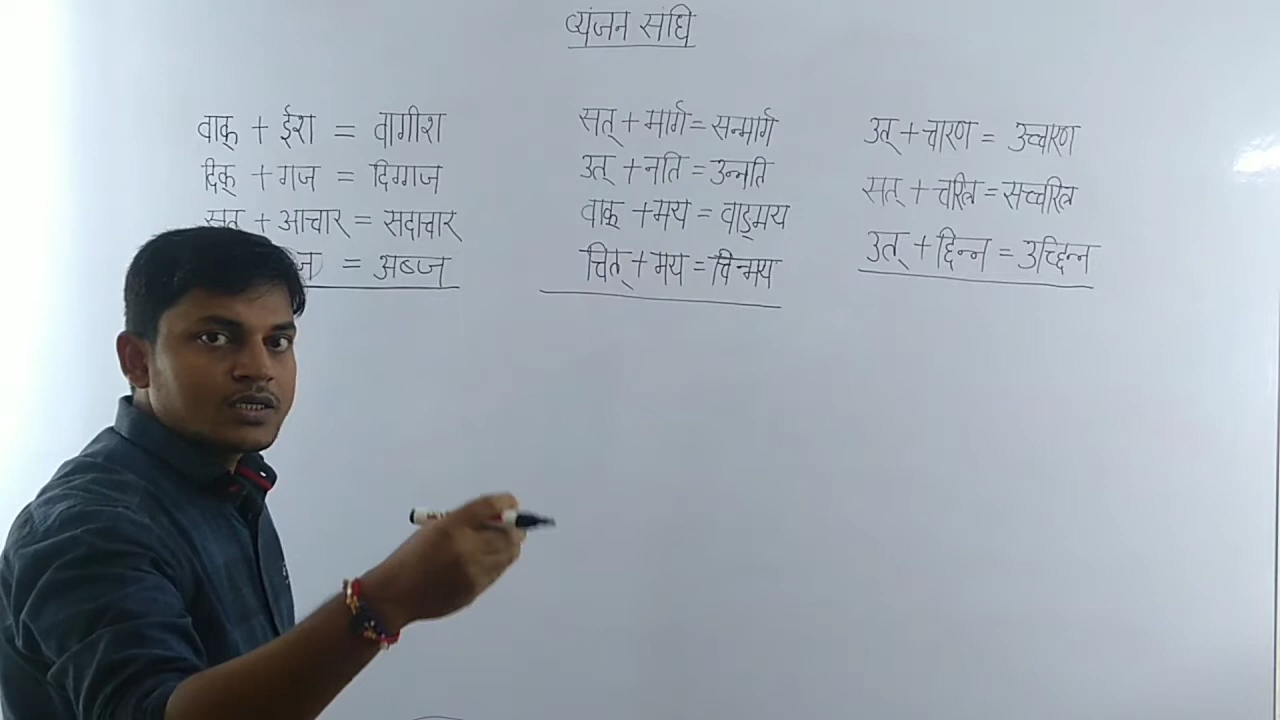 व्यंजन संधि
वाक् + ईश = वागीश
दिक् + गज = दिग्गज
सत् + आचार = सदाचार
ज = अब्ज
सत् + मार्ग = सन्मार्ग
उत् + नति = उन्नति
वाक् + मय = वाड्मय
चित् + मय = चिन्मय
उत् + चारण = उच्चारण
सत् + चरित्र = सच्चरित्र
उत् + छिन्न = उच्छिन्न